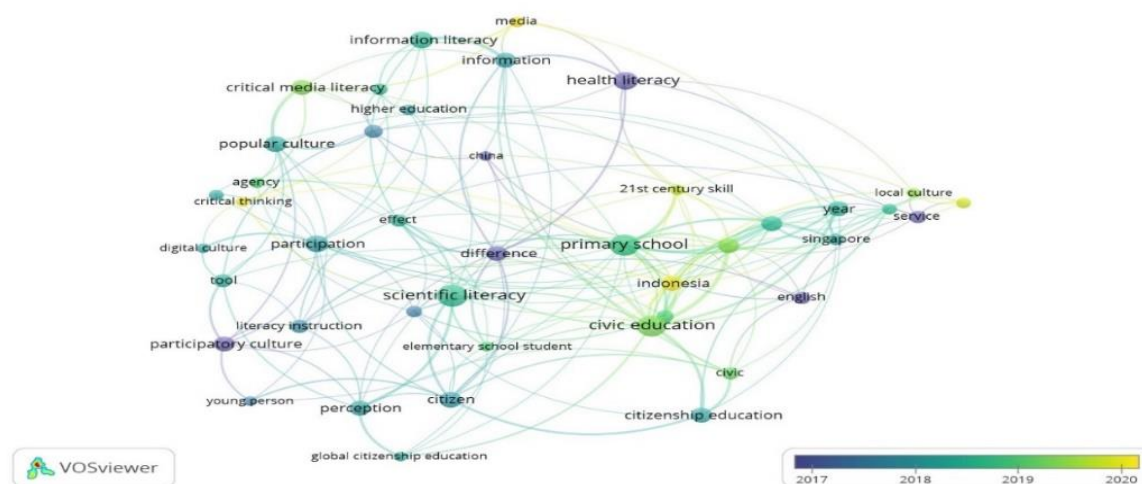 media
information literacy
information
health literacy
critical media literacy
higher education
popular culture
china
agency
21st century skill
local culture
critical thinking
year
service
effect
digital culture
participation
difference
primary school
singapore
tool
scientific literacy
indonesia
english
literacy instruction
civic education
participatory culture
elementary school student
civic
young person
perception
citizen
citizenship education
global citizenship education
VOSviewer
2017 2018 2019 2020